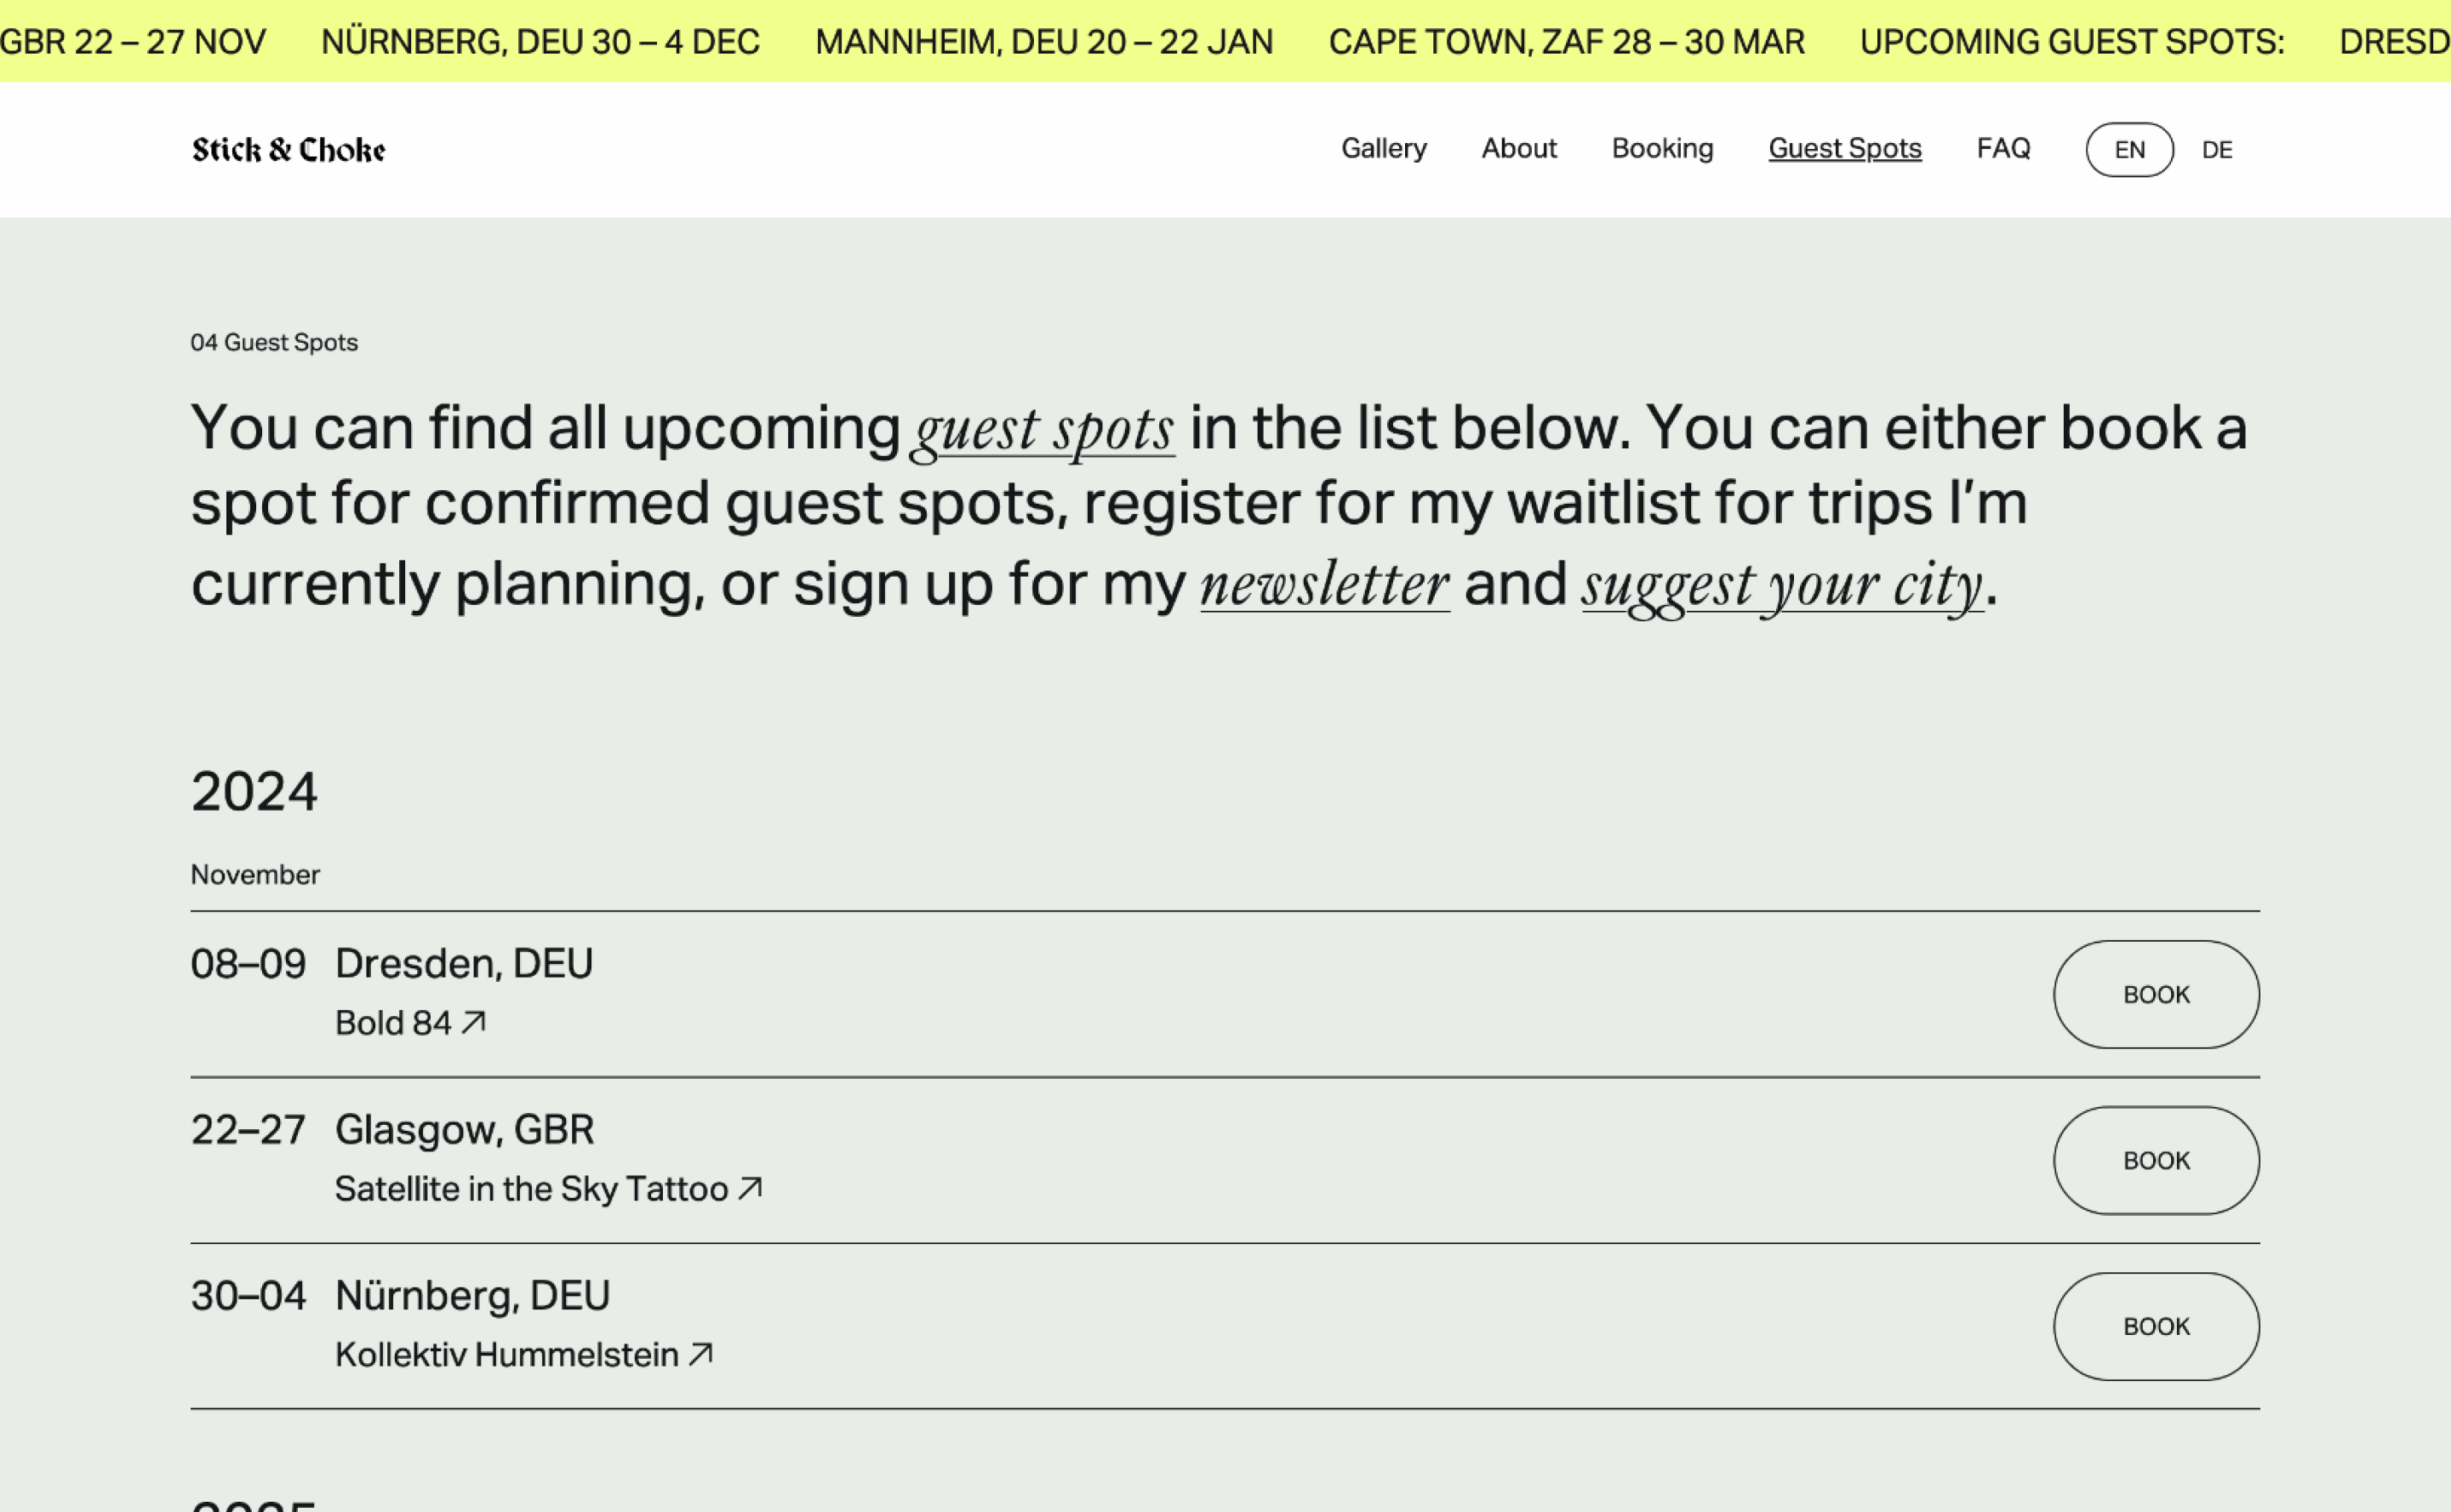 GBR 22 – 27 NOV NÜRNBERG, DEU 30 – 4 DEC MANNHEIM, DEU 20 – 22 JAN CAPE TOWN, ZAF 28 – 30 MAR UPCOMING GUEST SPOTS: DRESD
Stick & Choke Gallery About Booking Guest Spots FAQ EN DE
04 Guest Spots
You can find all upcoming guest spots in the list below. You can either book a
spot for confirmed guest spots, register for my waitlist for trips I’m
currently planning, or sign up for my newsletter and suggest your city.
2024
November
08–09 Dresden, DEU
Bold 84 ↗
BOOK
22–27 Glasgow, GBR
Satellite in the Sky Tattoo ↗
BOOK
30–04 Nürnberg, DEU
Kollektiv Hummelstein ↗
BOOK